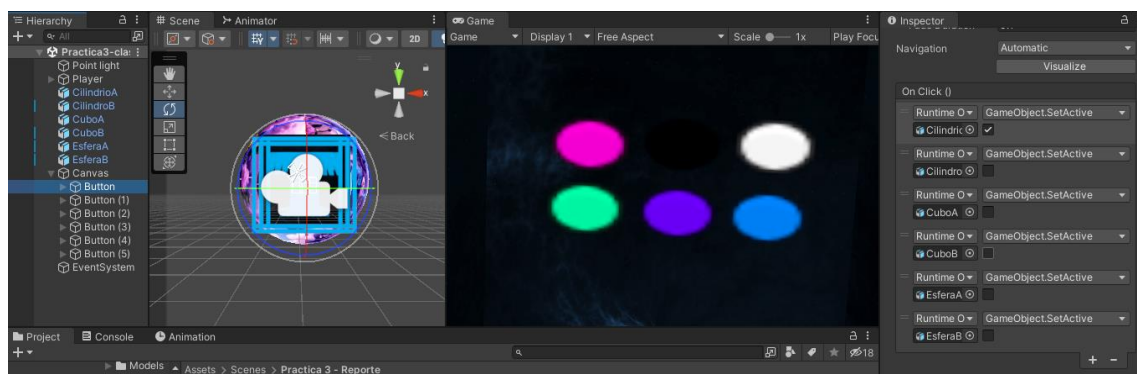 Hierarchy
All
Practica3-clas
Point light
Player
CilindrioA
CilindroB
CuboA
CuboB
EsferaA
EsferaB
Canvas
Button
Button (1)
Button (2)
Button (3)
Button (4)
Button (5)
EventSystem
Scene
Animator
2D
y
x
Back
Game
Game
Display 1
Free Aspect
Scale
1x
Play Focu
Inspector
Navigation
Automatic
Visualize
On Click ()
Runtime O
GameObject.SetActive
Cilindric
Runtime O
GameObject.SetActive
Cilindro
Runtime O
GameObject.SetActive
CuboA
Runtime O
GameObject.SetActive
CuboB
Runtime O
GameObject.SetActive
EsferaA
Runtime O
GameObject.SetActive
EsferaB
Project
Console
Animation
18
Models
Assets > Scenes > Practica 3 - Reporte